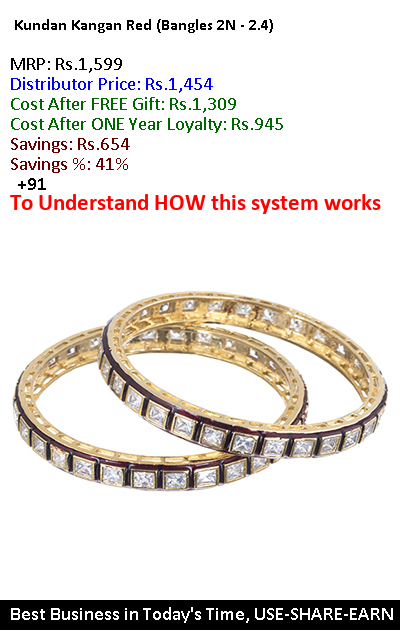 Kundan Kangan Red (Bangles 2N - 2.4)
MRP: Rs.1,599
Distributor Price: Rs.1,454
Cost After FREE Gift: Rs.1,309
Cost After ONE Year Loyalty: Rs.945
Savings: Rs.654
Savings %: 41%
+91
To Understand HOW this system works
Best Business in Today's Time, USE-SHARE-EARN